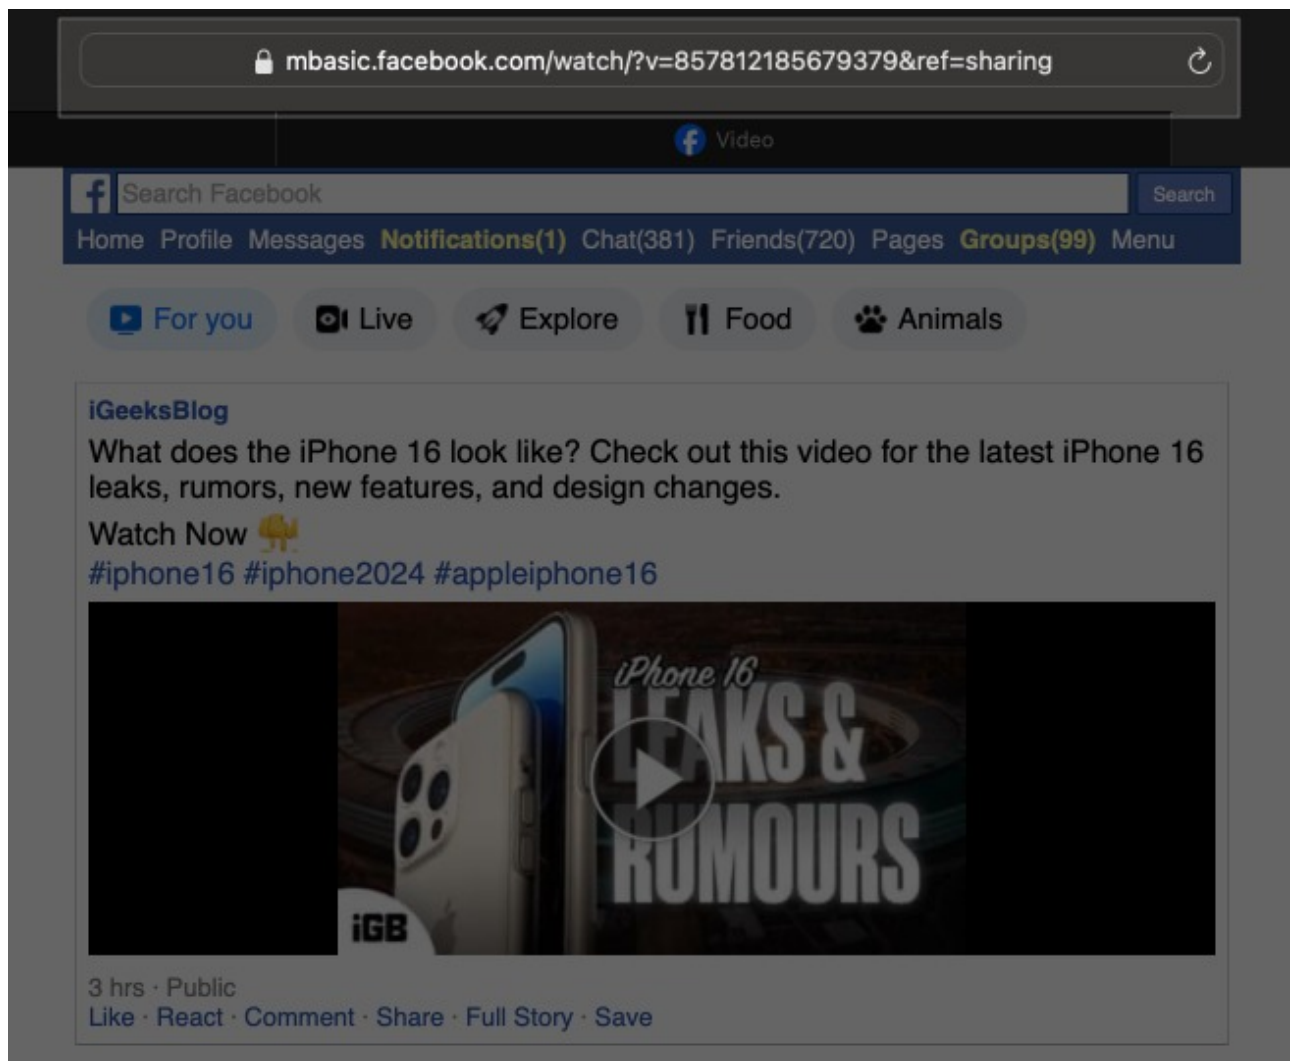 mbasic.facebook.com/watch/?v=857812185679379&ref=sharing
Video
Search Facebook
Search
Home Profile Messages Notifications(1) Chat(381) Friends(720) Pages Groups(99) Menu
For you Live Explore Food Animals
iGeeksBlog
What does the iPhone 16 look like? Check out this video for the latest iPhone 16
leaks, rumors, new features, and design changes.
Watch Now
#iphone16 #iphone2024 #appleiphone16
iPhone 16
LEAKS &
RUMOURS
iGB
3 hrs · Public
Like · React · Comment · Share · Full Story · Save